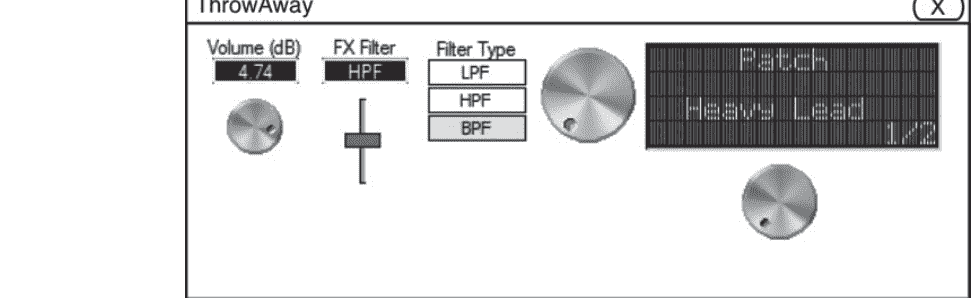 ThrowAway
X
Volume (dB)
4.74
FX Filter
HPF
Filter Type
LPF
HPF
BPF
Patch
Heavy Lead
1/2